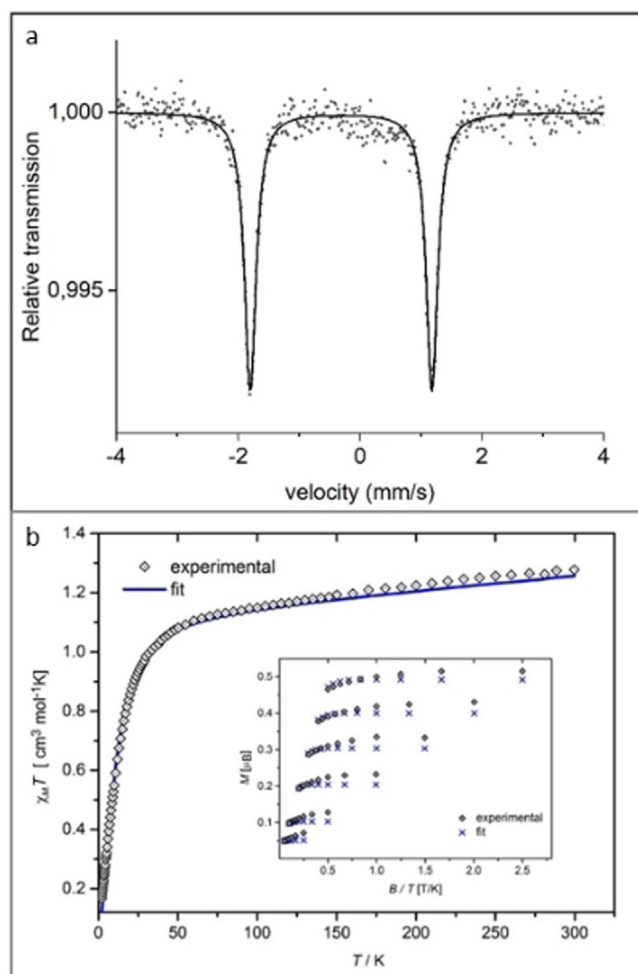 a
Relative transmission
1,000
0,995
-4 -2 0 2 4
velocity (mm/s)
b
χMT [ cm³ mol⁻¹K]
1.4
1.2
1.0
0.8
0.6
0.4
0.2
experimental
fit
M [μB]
0.5
0.4
0.3
0.2
0.1
experimental
fit
0.5 1.0 1.5 2.0 2.5
B / T [T/K]
0 50 100 150 200 250 300
T / K